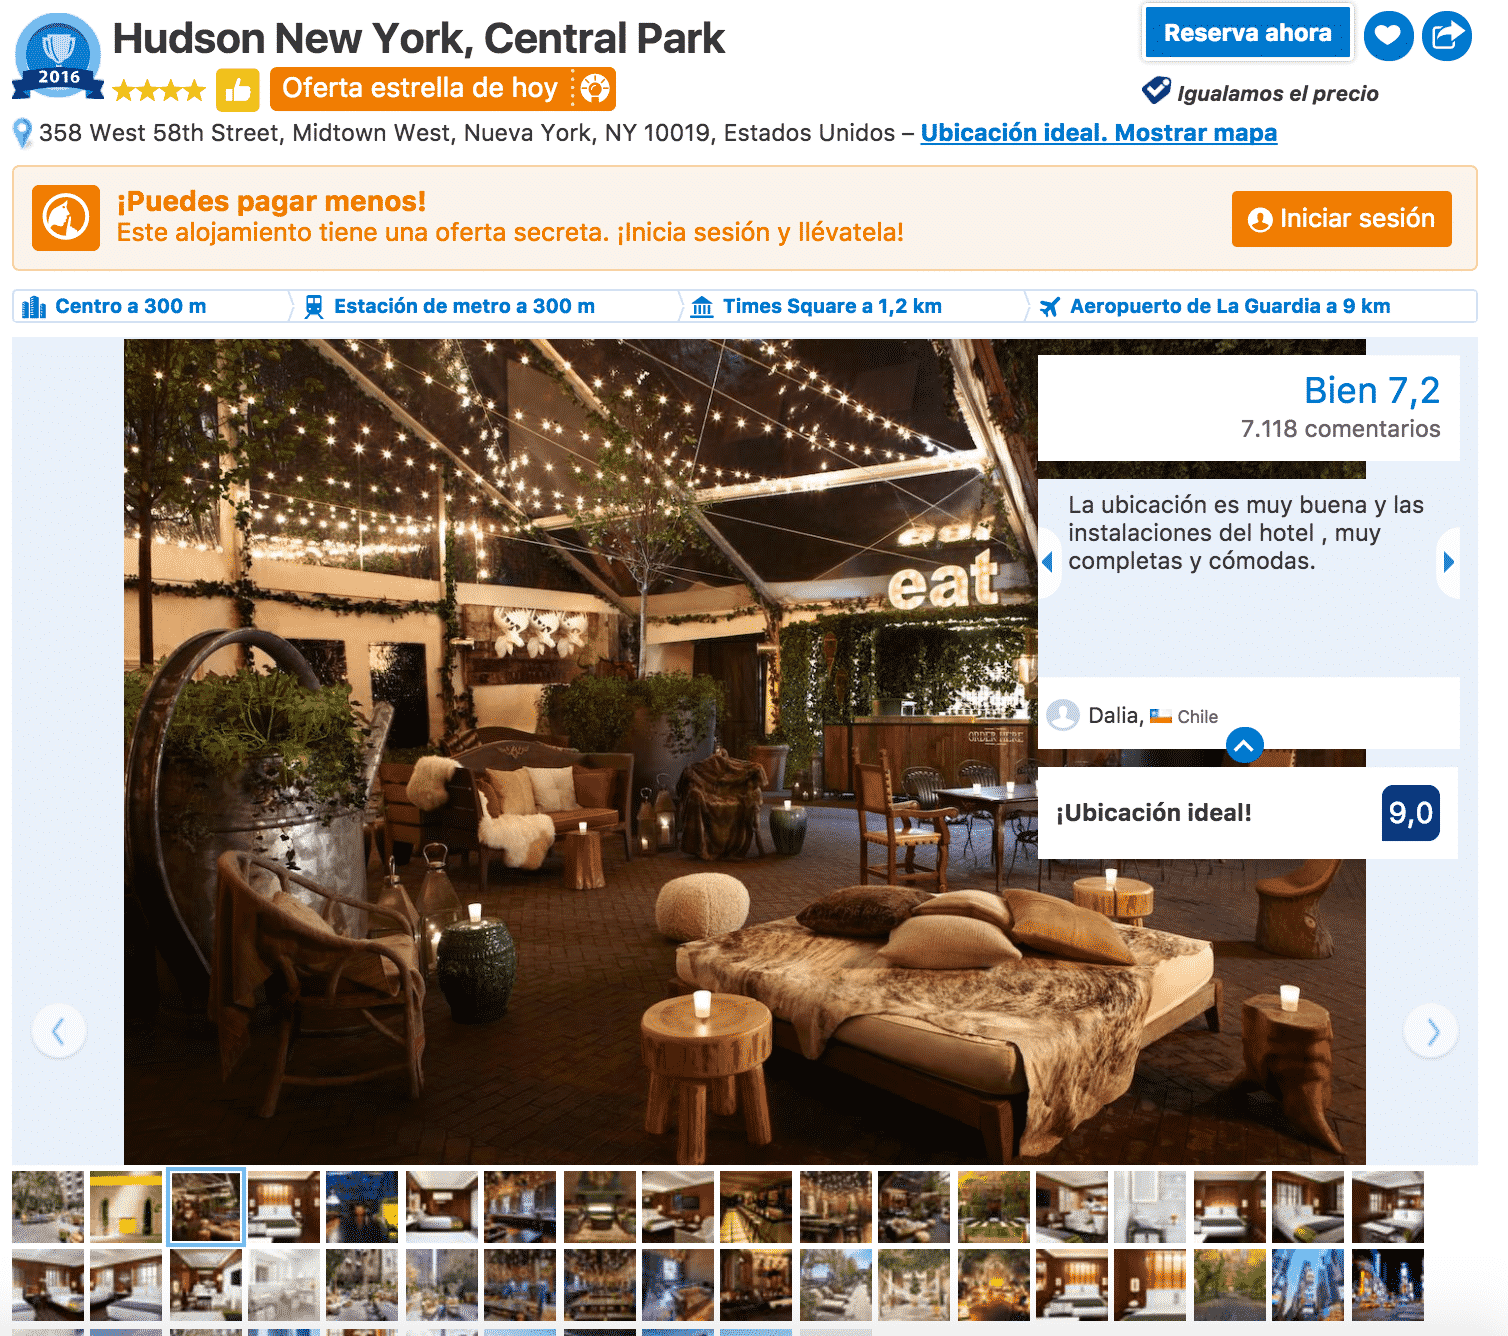 2016
Hudson New York, Central Park
Oferta estrella de hoy
Reserva ahora
Igualamos el precio
358 West 58th Street, Midtown West, Nueva York, NY 10019, Estados Unidos – Ubicación ideal. Mostrar mapa
¡Puedes pagar menos!
Este alojamiento tiene una oferta secreta. ¡Inicia sesión y llévatela!
Iniciar sesión
Centro a 300 m
Estación de metro a 300 m
Times Square a 1,2 km
Aeropuerto de La Guardia a 9 km
Bien 7,2
7.118 comentarios
La ubicación es muy buena y las
instalaciones del hotel , muy
completas y cómodas.
eat
ORDER HERE
Dalia, Chile
¡Ubicación ideal!
9,0